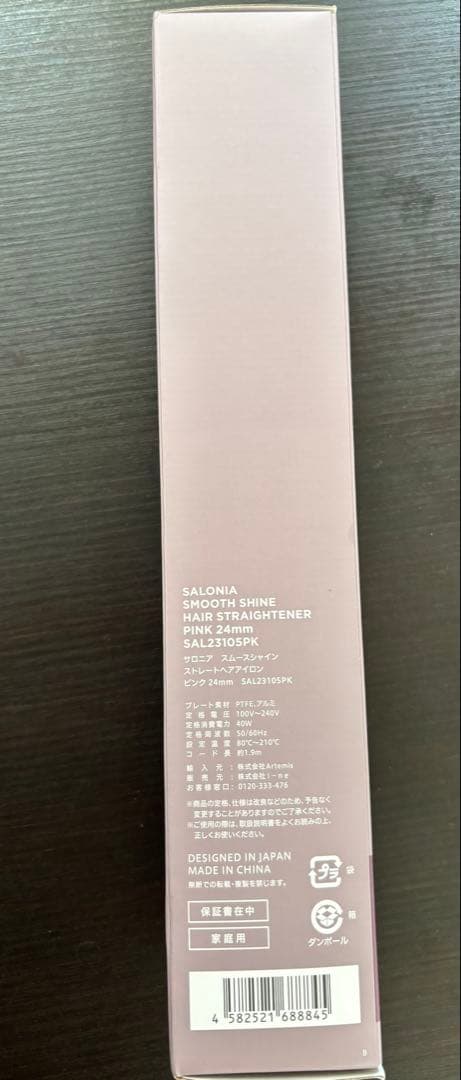 SALONIA
SMOOTH SHINE
HAIR STRAIGHTENER
PINK 24mm
SAL23105PK
サロニア スムースシャイン
ストレートヘアアイロン
ピンク24mm SAL23105PK
プレート素材 PTFE,アルミ
定格電圧 100V~240V
定格消費電力 40W
定格周波数 50/60Hz
設定温度 80℃~210℃
コード長 約1.9m
輸入元:株式会社Artemis
販売元:株式会社I-ne
お客様窓口:0120-333-476
※商品の定格、仕様は改良などのため、予告なく
変更することがありますのでご了承ください。
※ご使用の際は、取扱説明書をよくお読みの上、
正しくお使いください。
DESIGNED IN JAPAN
MADE IN CHINA
無断での転載・複製を禁じます。
プラ 袋
保証書在中
箱
ダンボール
家庭用
4 582521 688845